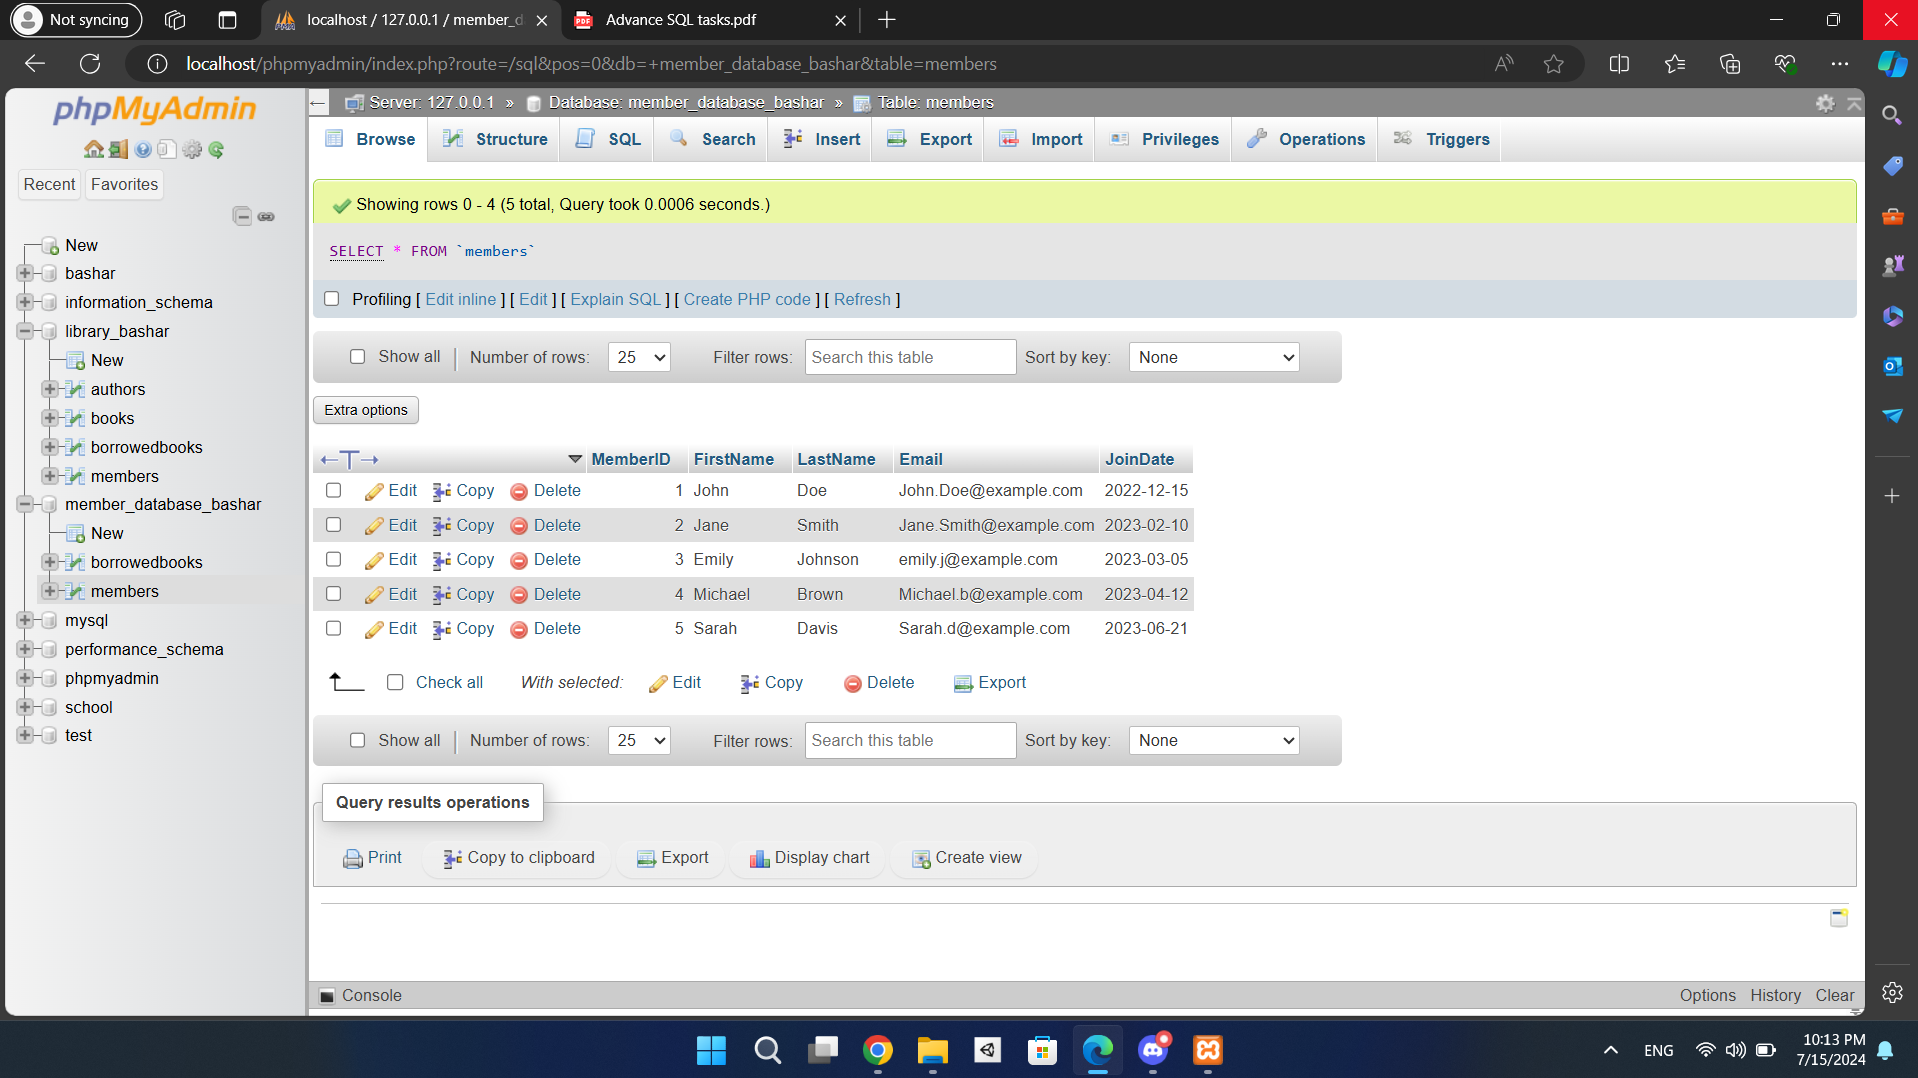 Not syncing
localhost / 127.0.0.1 / member_d
Advance SQL tasks.pdf
localhost/phpmyadmin/index.php?route=/sql&pos=0&db=+member_database_bashar&table=members
phpMyAdmin
Recent
Favorites
New
bashar
information_schema
library_bashar
New
authors
books
borrowedbooks
members
member_database_bashar
New
borrowedbooks
members
mysql
performance_schema
phpmyadmin
school
test
Server: 127.0.0.1 » Database: member_database_bashar » Table: members
Browse Structure SQL Search Insert Export Import Privileges Operations Triggers
Showing rows 0 - 4 (5 total, Query took 0.0006 seconds.)
SELECT * FROM `members`
Profiling [ Edit inline ] [ Edit ] [ Explain SQL ] [ Create PHP code ] [ Refresh ]
Show all Number of rows: 25 Filter rows: Search this table Sort by key: None
Extra options
MemberID FirstName LastName Email JoinDate
Edit Copy Delete 1 John Doe John.Doe@example.com 2022-12-15
Edit Copy Delete 2 Jane Smith Jane.Smith@example.com 2023-02-10
Edit Copy Delete 3 Emily Johnson emily.j@example.com 2023-03-05
Edit Copy Delete 4 Michael Brown Michael.b@example.com 2023-04-12
Edit Copy Delete 5 Sarah Davis Sarah.d@example.com 2023-06-21
Check all With selected: Edit Copy Delete Export
Show all Number of rows: 25 Filter rows: Search this table Sort by key: None
Query results operations
Print Copy to clipboard Export Display chart Create view
Console Options History Clear
ENG
10:13 PM
7/15/2024